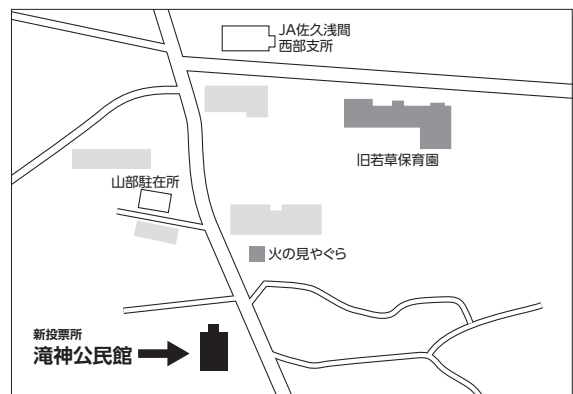 JA佐久浅間
西部支所
旧若草保育園
山部駐在所
火の見やぐら
新投票所
滝神公民館